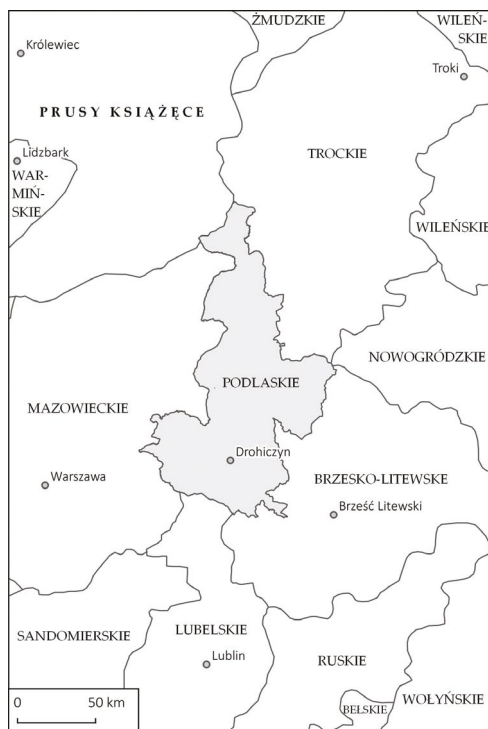 ŻMUDZKIE
WILEŃ-
SKIE
Królewiec
Troki
PRUSY KSIĄŻĘCE
Lidzbark
WAR-
MIŃ-
SKIE
TROCKIE
WILEŃSKIE
NOWOGRÓDZKIE
PODLASKIE
MAZOWIECKIE
Drohiczyn
Warszawa
BRZESKO-LITEWSKE
Brześć Litewski
SANDOMIERSKIE
LUBELSKIE
Lublin
RUSKIE
WOŁYŃSKIE
BEŁSKIE
0 50 km